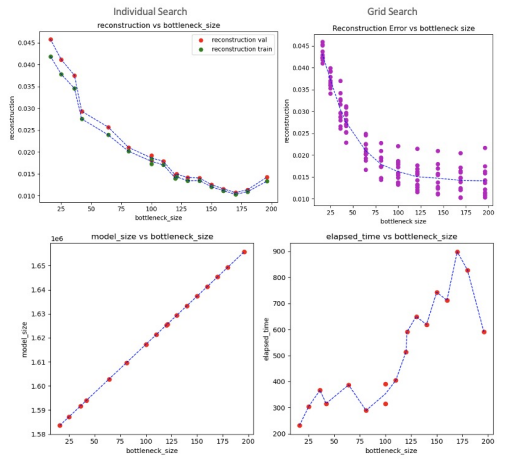 Individual Search
Grid Search
reconstruction vs bottleneck_size
reconstruction val
reconstruction train
0.045
0.040
0.035
0.030
0.025
0.020
0.015
0.010
reconstruction
25 50 75 100 125 150 175 200
bottleneck_size
Reconstruction Error vs bottleneck size
0.045
0.040
0.035
0.030
0.025
0.020
0.015
0.010
reconstruction
25 50 75 100 125 150 175 200
bottleneck_size
model_size vs bottleneck_size
1e6
1.65
1.64
1.63
1.62
1.61
1.60
1.59
1.58
model_size
25 50 75 100 125 150 175 200
bottleneck_size
elapsed_time vs bottleneck_size
900
800
700
600
500
400
300
200
elapsed_time
25 50 75 100 125 150 175 200
bottleneck_size